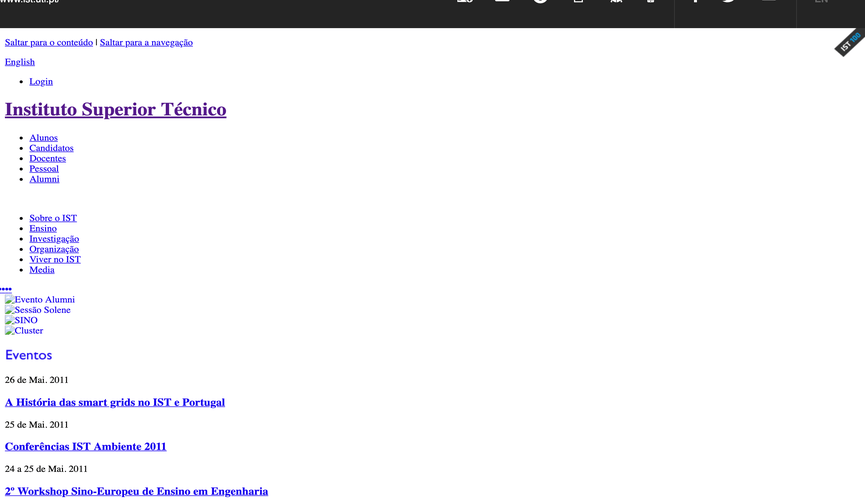 www.ist.utl.pt/
EN
IST 100
Saltar para o conteúdo | Saltar para a navegação
English
Login
Instituto Superior Técnico
Alunos
Candidatos
Docentes
Pessoal
Alumni
Sobre o IST
Ensino
Investigação
Organização
Viver no IST
Media
Evento Alumni
Sessão Solene
SINO
Cluster
Eventos
26 de Mai. 2011
A História das smart grids no IST e Portugal
25 de Mai. 2011
Conferências IST Ambiente 2011
24 a 25 de Mai. 2011
2º Workshop Sino-Europeu de Ensino em Engenharia